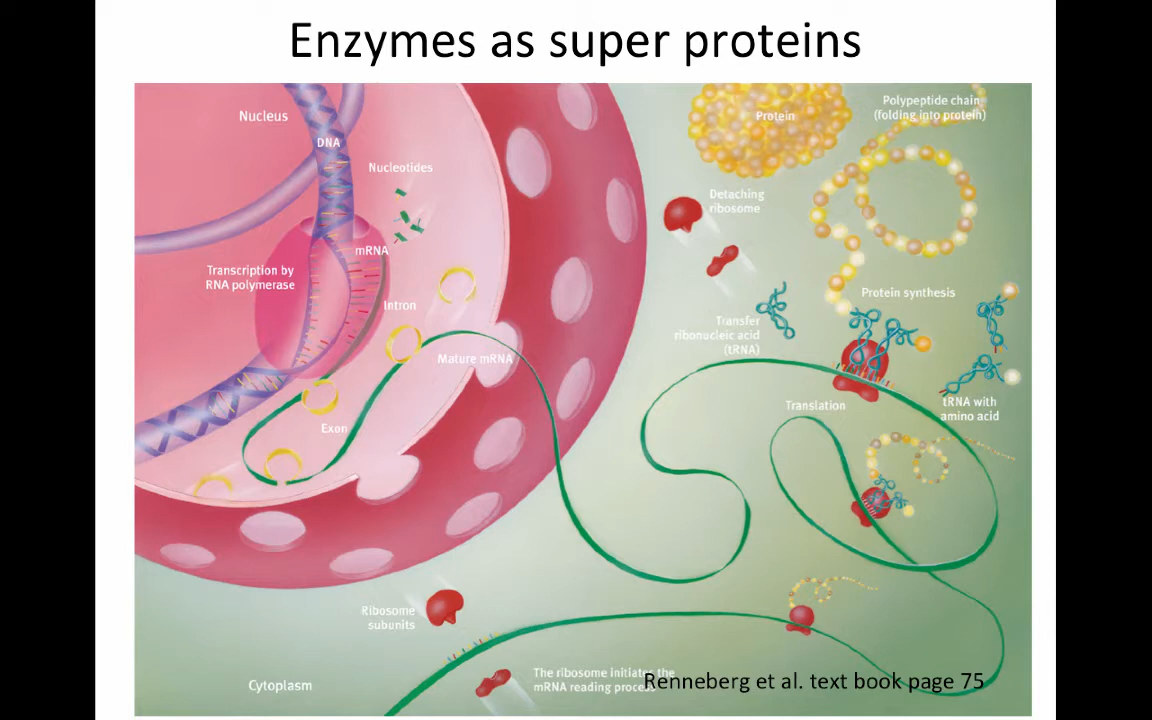 Enzymes as super proteins
Nucleus
DNA
Nucleotides
mRNA
Transcription by
RNA polymerase
Intron
Mature mRNA
Exon
Protein
Polypeptide chain
(folding into protein)
Detaching
ribosome
Protein synthesis
Transfer
ribonucleic acid
(tRNA)
Translation
tRNA with
amino acid
Ribosome
subunits
Cytoplasm
The ribosome initiates the
mRNA reading process
Renneberg et al. text book page 75